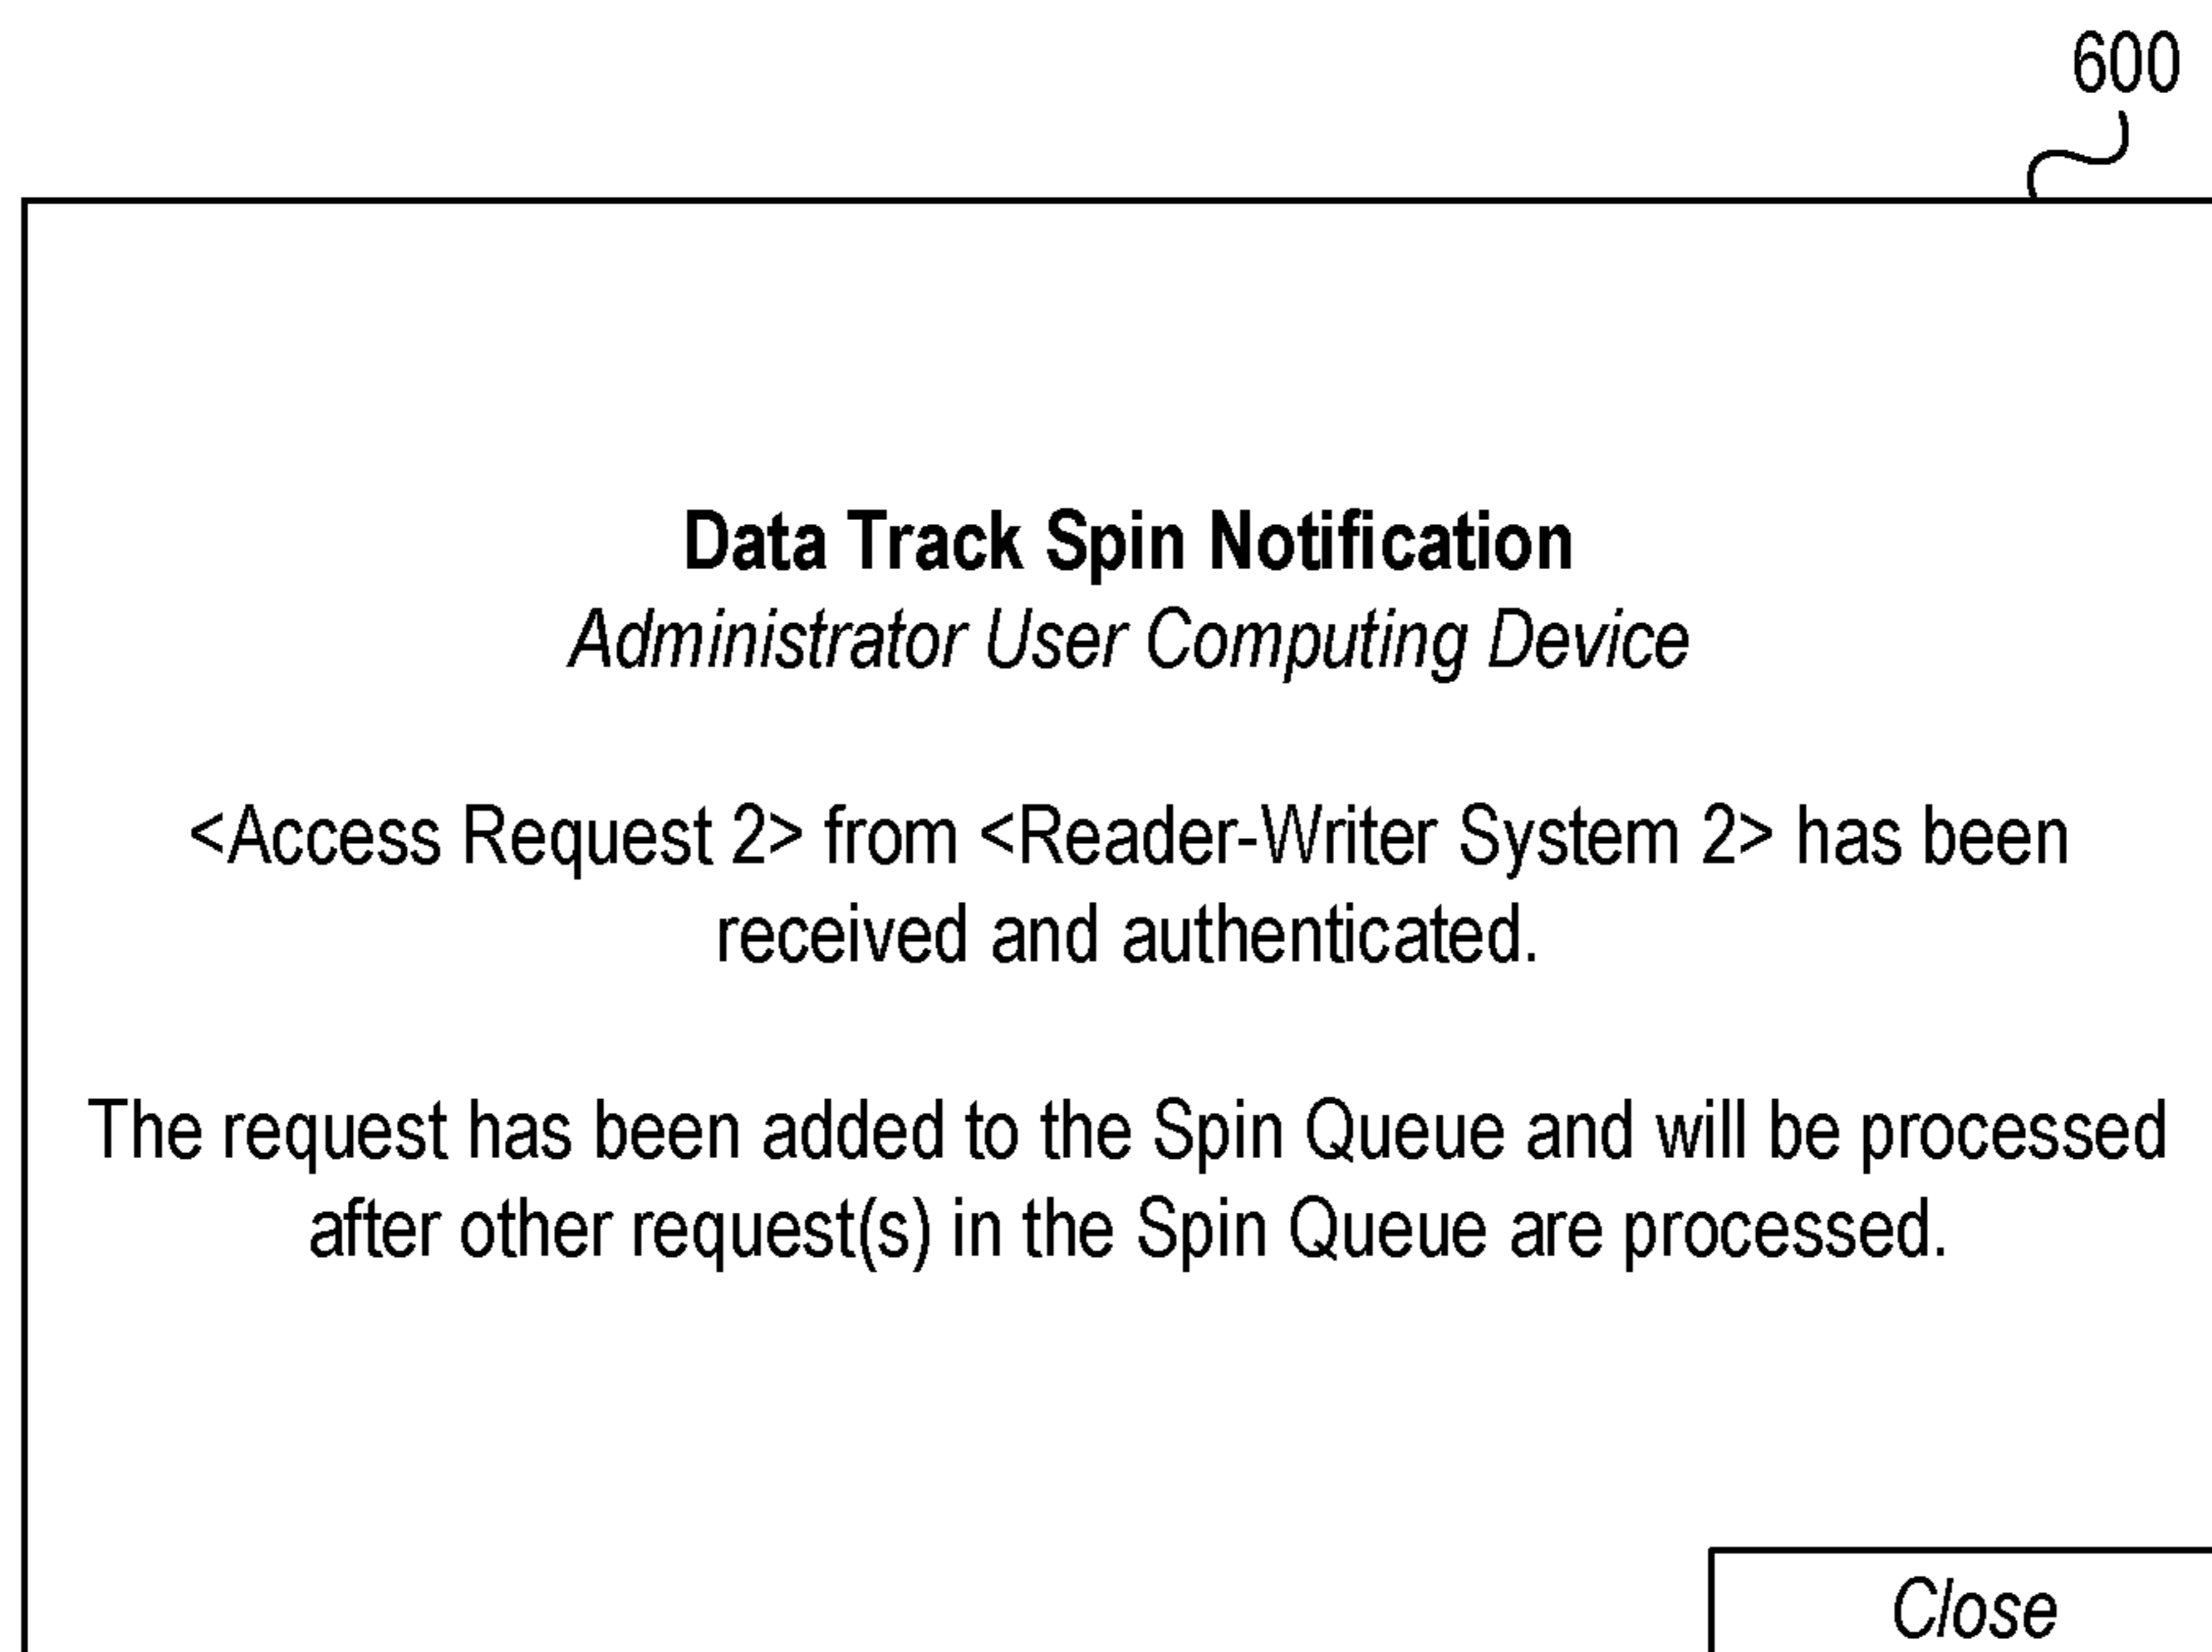 600
Data Track Spin Notification
Administrator User Computing Device
<Access Request 2> from <Reader-Writer System 2> has been
received and authenticated.
The request has been added to the Spin Queue and will be processed
after other request(s) in the Spin Queue are processed.
Close